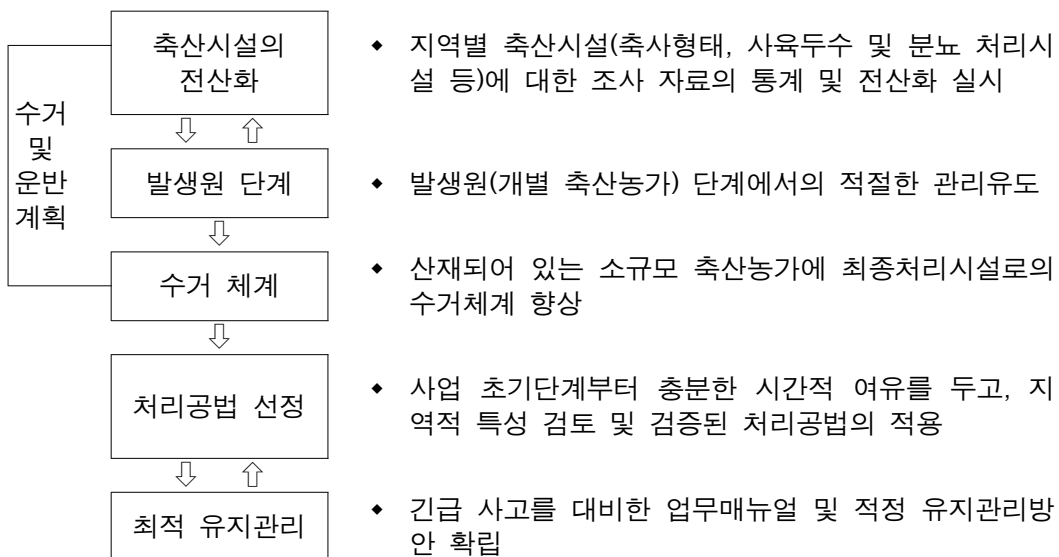 축산시설의
전산화
◆ 지역별 축산시설(축사형태, 사육두수 및 분뇨 처리시
설 등)에 대한 조사 자료의 통계 및 전산화 실시
수거
및
운반
계획
발생원 단계
◆ 발생원(개별 축산농가) 단계에서의 적절한 관리유도
수거 체계
◆ 산재되어 있는 소규모 축산농가에 최종처리시설로의
수거체계 향상
처리공법 선정
◆ 사업 초기단계부터 충분한 시간적 여유를 두고, 지
역적 특성 검토 및 검증된 처리공법의 적용
최적 유지관리
◆ 긴급 사고를 대비한 업무매뉴얼 및 적정 유지관리방
안 확립